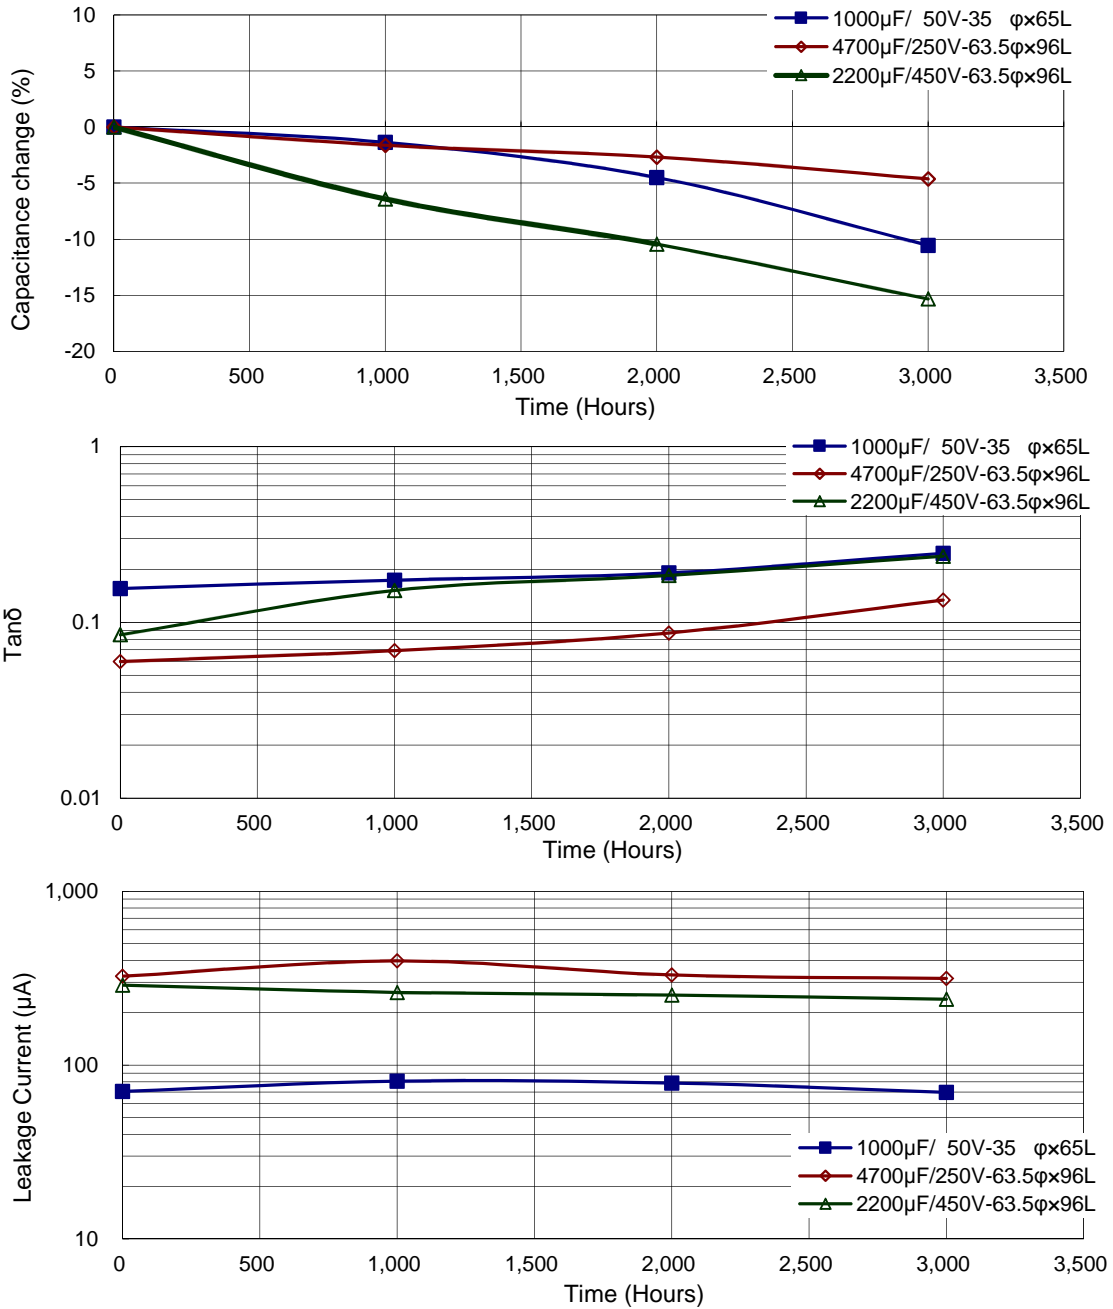 10
5
0
-5
-10
-15
-20
Capacitance change (%)
1000μF/ 50V-35 φ×65L
4700μF/250V-63.5φ×96L
2200μF/450V-63.5φ×96L
0 500 1,000 1,500 2,000 2,500 3,000 3,500
Time (Hours)
1
0.1
0.01
Tanδ
1000μF/ 50V-35 φ×65L
4700μF/250V-63.5φ×96L
2200μF/450V-63.5φ×96L
0 500 1,000 1,500 2,000 2,500 3,000 3,500
Time (Hours)
1,000
100
10
Leakage Current (μA)
1000μF/ 50V-35 φ×65L
4700μF/250V-63.5φ×96L
2200μF/450V-63.5φ×96L
0 500 1,000 1,500 2,000 2,500 3,000 3,500
Time (Hours)